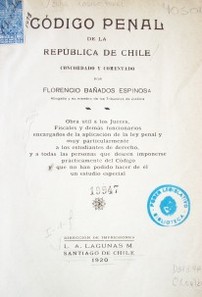 CÓDIGO PENAL
DE LA
REPÚBLICA DE CHILE
CONCORDADO Y COMENTADO
POR
FLORENCIO BAÑADOS ESPINOSA
Obra útil a los Jueces,
Fiscales y demás funcionarios
encargados de la aplicación de la ley penal y
muy particularmente
a los estudiantes de derecho,
y a todas las personas que deseen imponerse
prácticamente del Código
y que no han podido hacer de él
un estudio especial
BIBLIOTECA
L. A. LAGUNAS M
SANTIAGO DE CHILE
1920